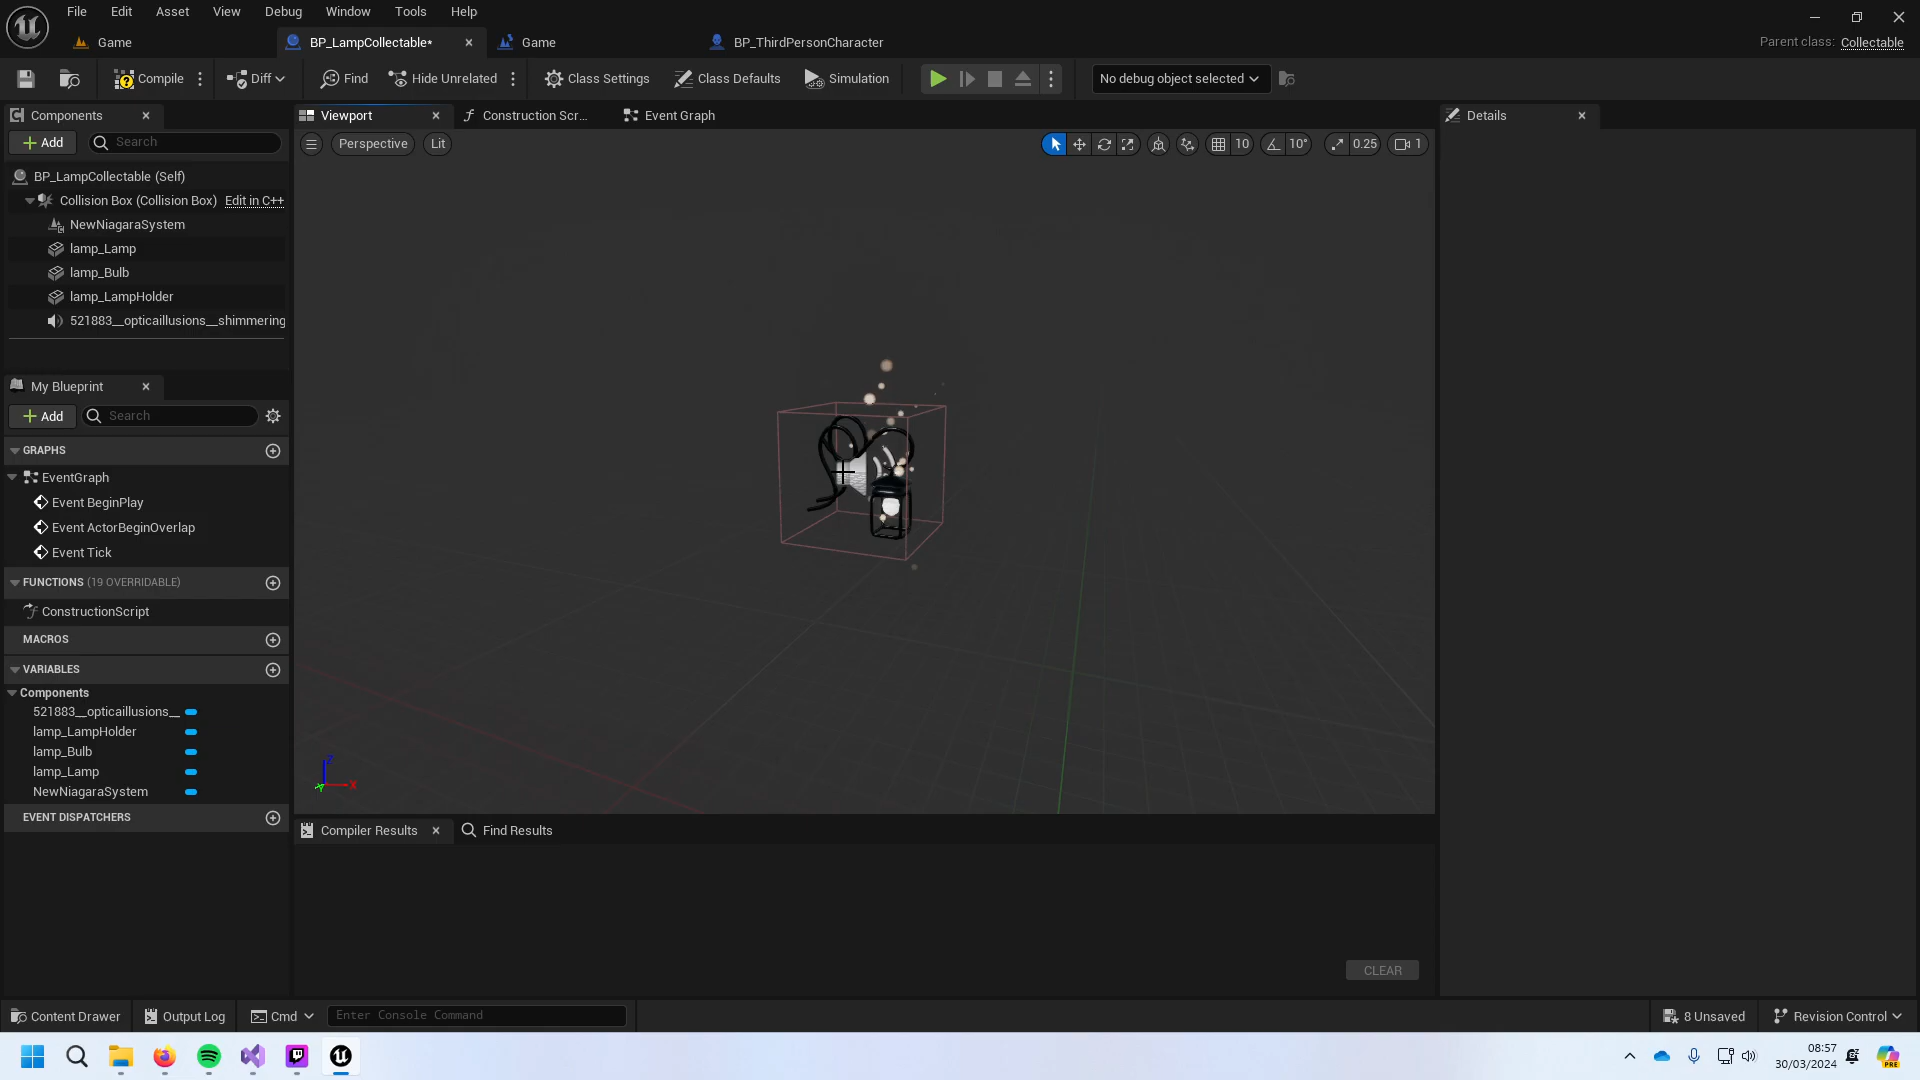 File Edit Asset View Debug Window Tools Help
Game BP_LampCollectable* Game BP_ThirdPersonCharacter Parent class: Collectable
Compile Diff Find Hide Unrelated Class Settings Class Defaults Simulation No debug object selected
Components
Add Search
BP_LampCollectable (Self)
Collision Box (Collision Box) Edit in C++
NewNiagaraSystem
lamp_Lamp
lamp_Bulb
lamp_LampHolder
521883__opticaillusions__shimmering
My Blueprint
Add Search
GRAPHS
EventGraph
Event BeginPlay
Event ActorBeginOverlap
Event Tick
FUNCTIONS (19 OVERRIDABLE)
ConstructionScript
MACROS
VARIABLES
Components
521883__opticaillusions__
lamp_LampHolder
lamp_Bulb
lamp_Lamp
NewNiagaraSystem
EVENT DISPATCHERS
Viewport Construction Scr... Event Graph
Perspective Lit 10 10° 0.25 1
Z
X
Y
Compiler Results Find Results
CLEAR
Details
Content Drawer Output Log Cmd Enter Console Command 8 Unsaved Revision Control
08:57
30/03/2024
PRE